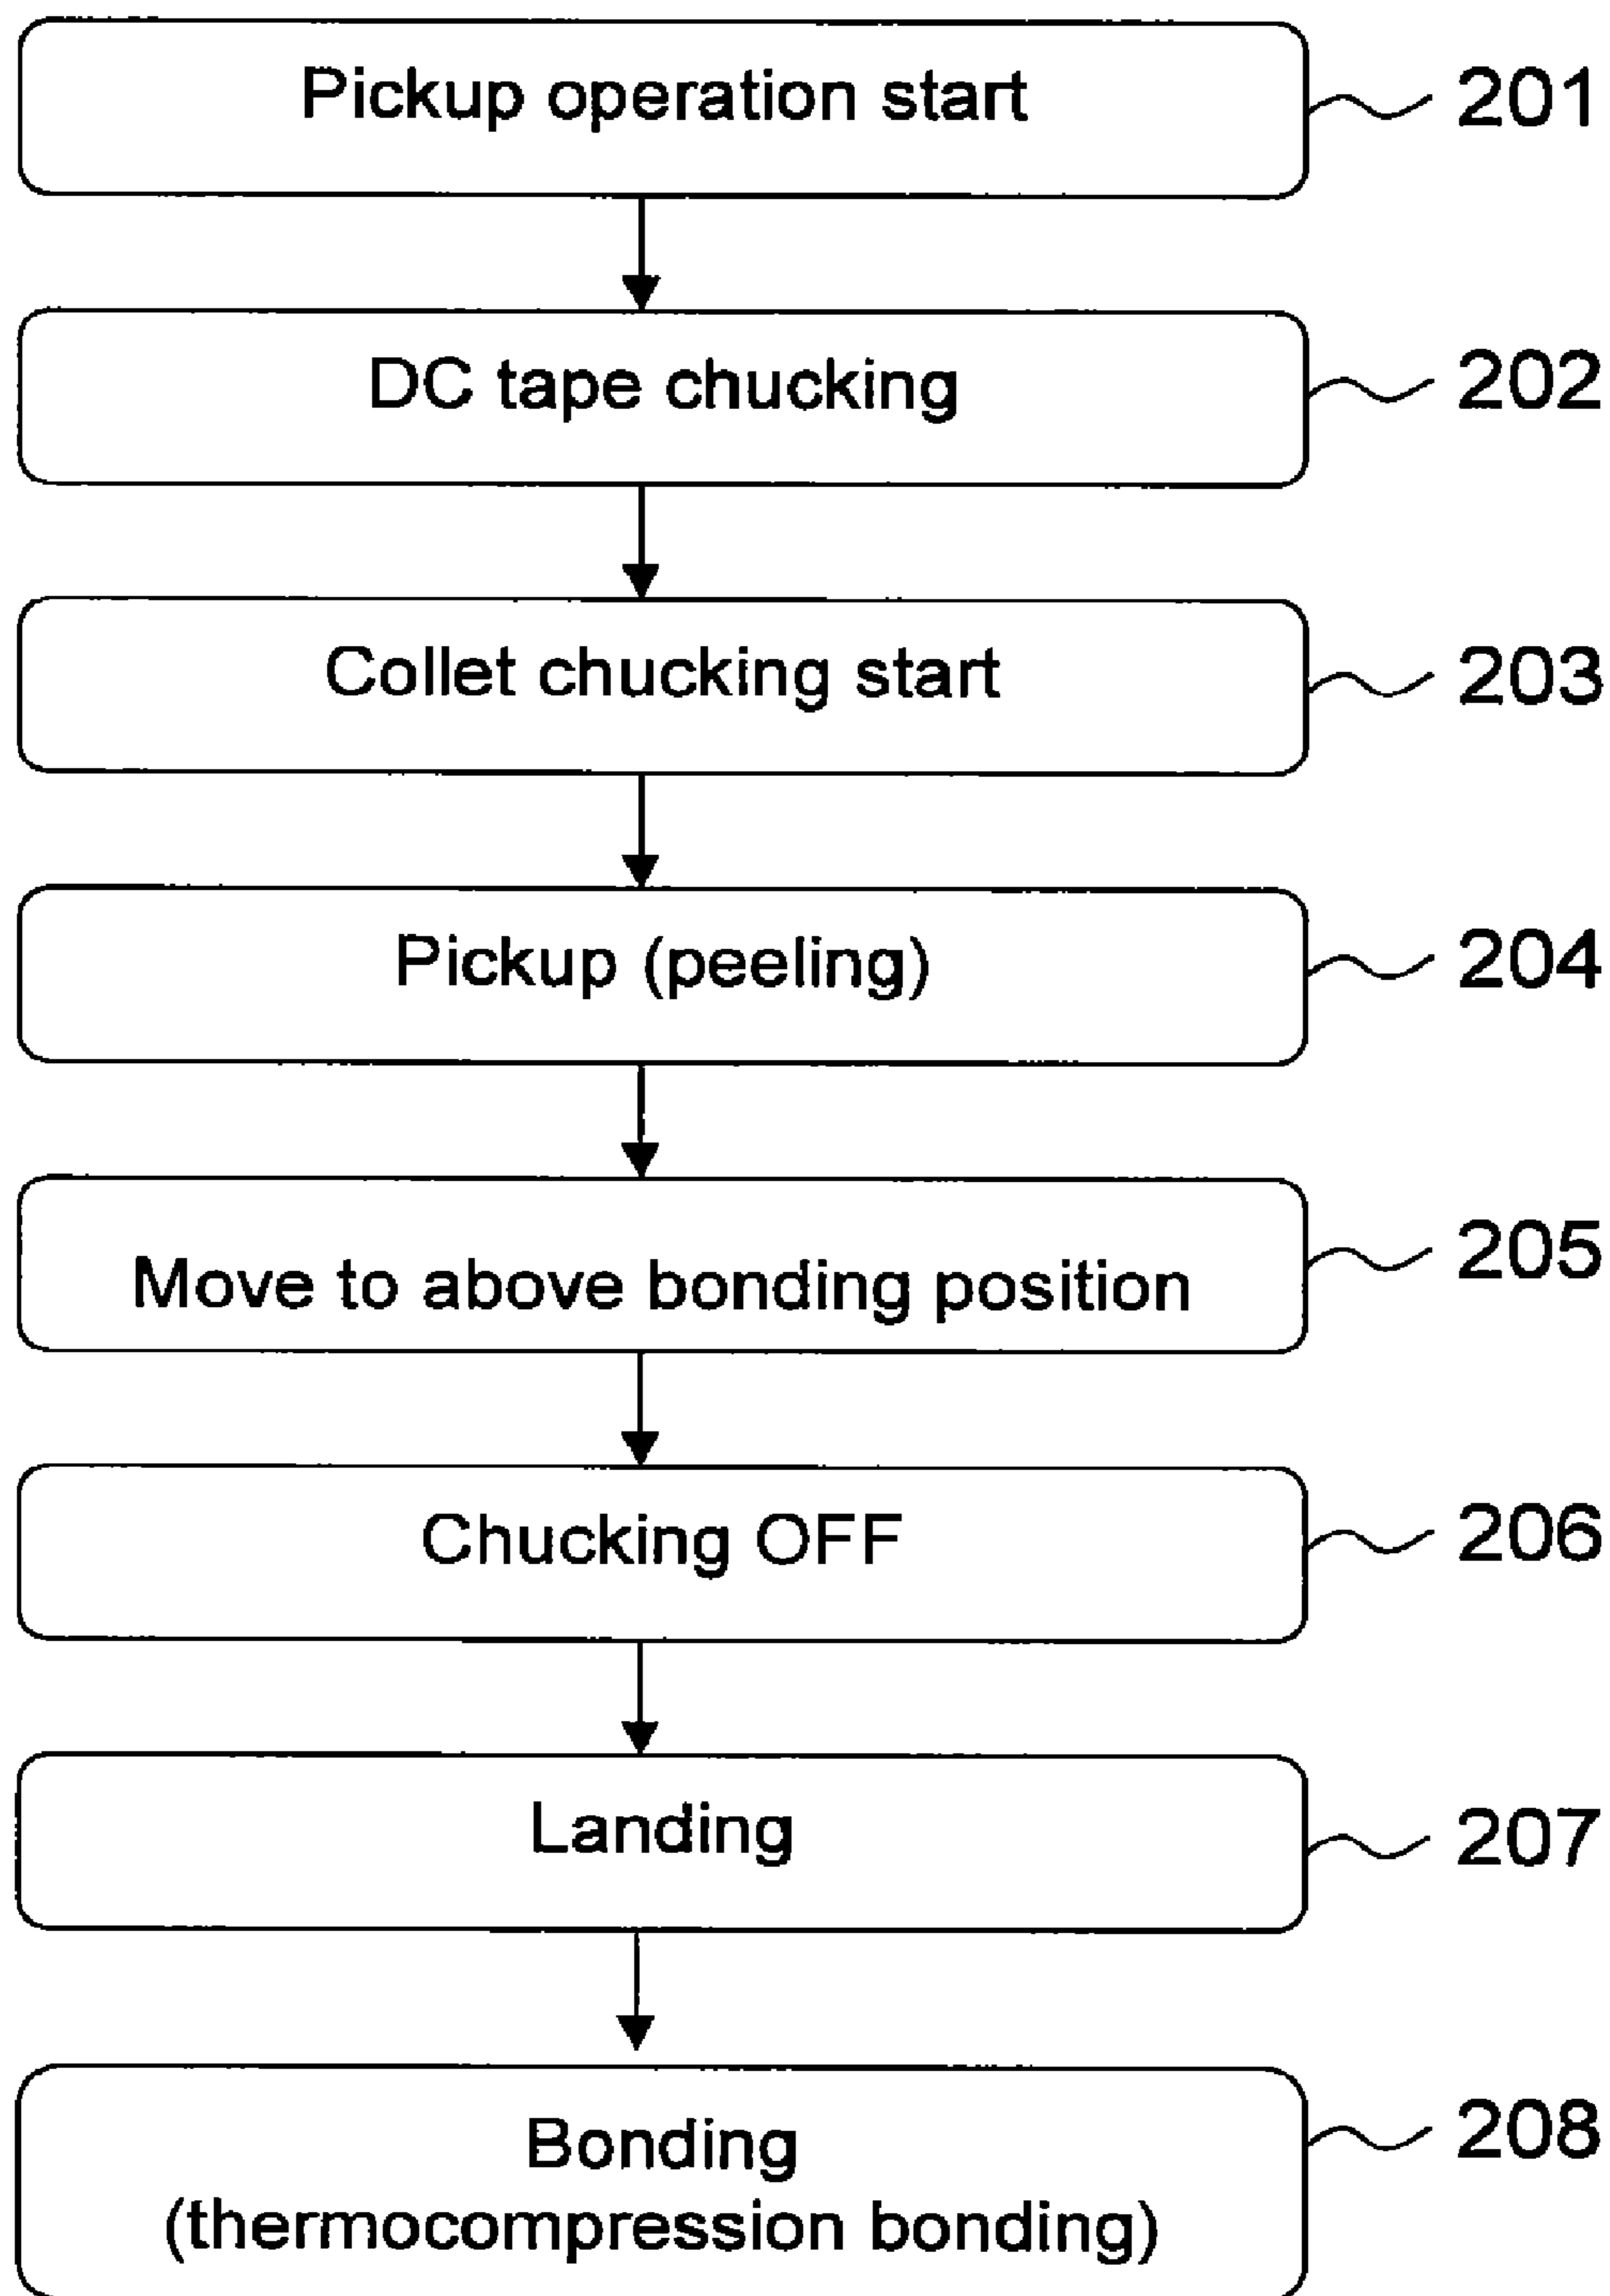 Pickup operation start
201
DC tape chucking
202
Collet chucking start
203
Pickup (peeling)
204
Move to above bonding position
205
Chucking OFF
206
Landing
207
Bonding
(thermocompression bonding)
208